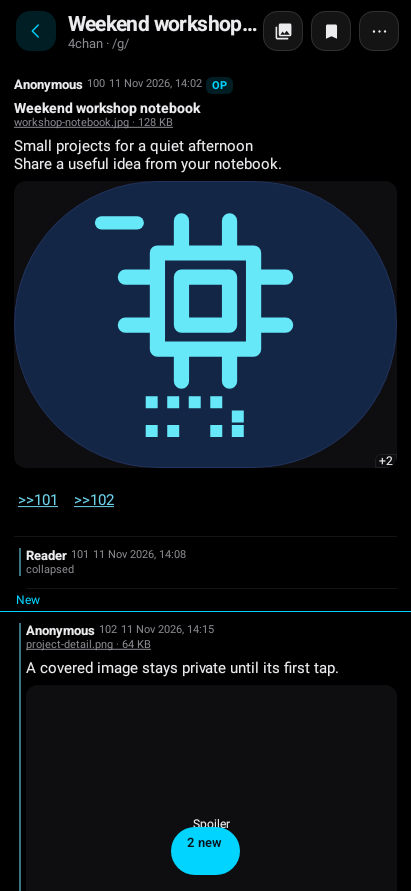 Weekend workshop…
4chan · /g/
Anonymous 100 11 Nov 2026, 14:02 OP
Weekend workshop notebook
workshop-notebook.jpg · 128 KB
Small projects for a quiet afternoon
Share a useful idea from your notebook.
+2
>>101 >>102
Reader 101 11 Nov 2026, 14:08
collapsed
New
Anonymous 102 11 Nov 2026, 14:15
project-detail.png · 64 KB
A covered image stays private until its first tap.
Spoiler
2 new